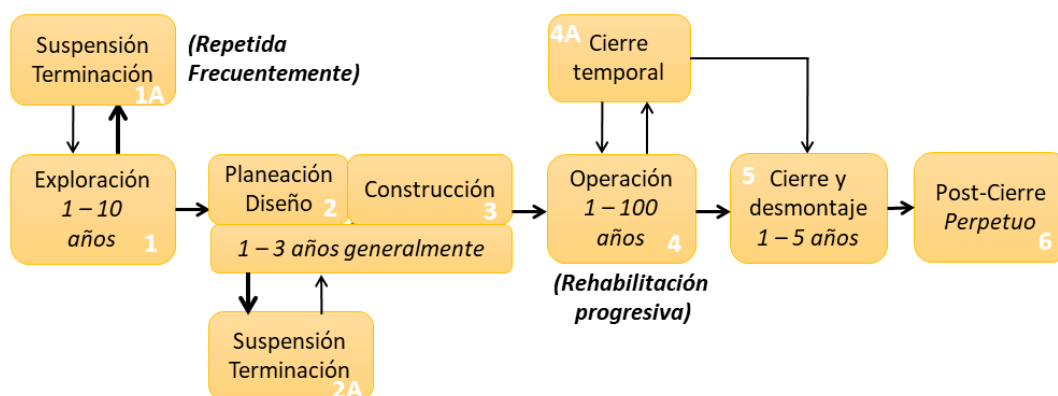 Suspensión
Terminación
1A
(Repetida
Frecuentemente)
4A
Cierre
temporal
Exploración
1 – 10
años
1
Planeación
Diseño
2
Construcción
3
1 – 3 años generalmente
Operación
1 – 100
años
4
(Rehabilitación
progresiva)
5
Cierre y
desmontaje
1 – 5 años
Post-Cierre
Perpetuo
6
Suspensión
Terminación
2A